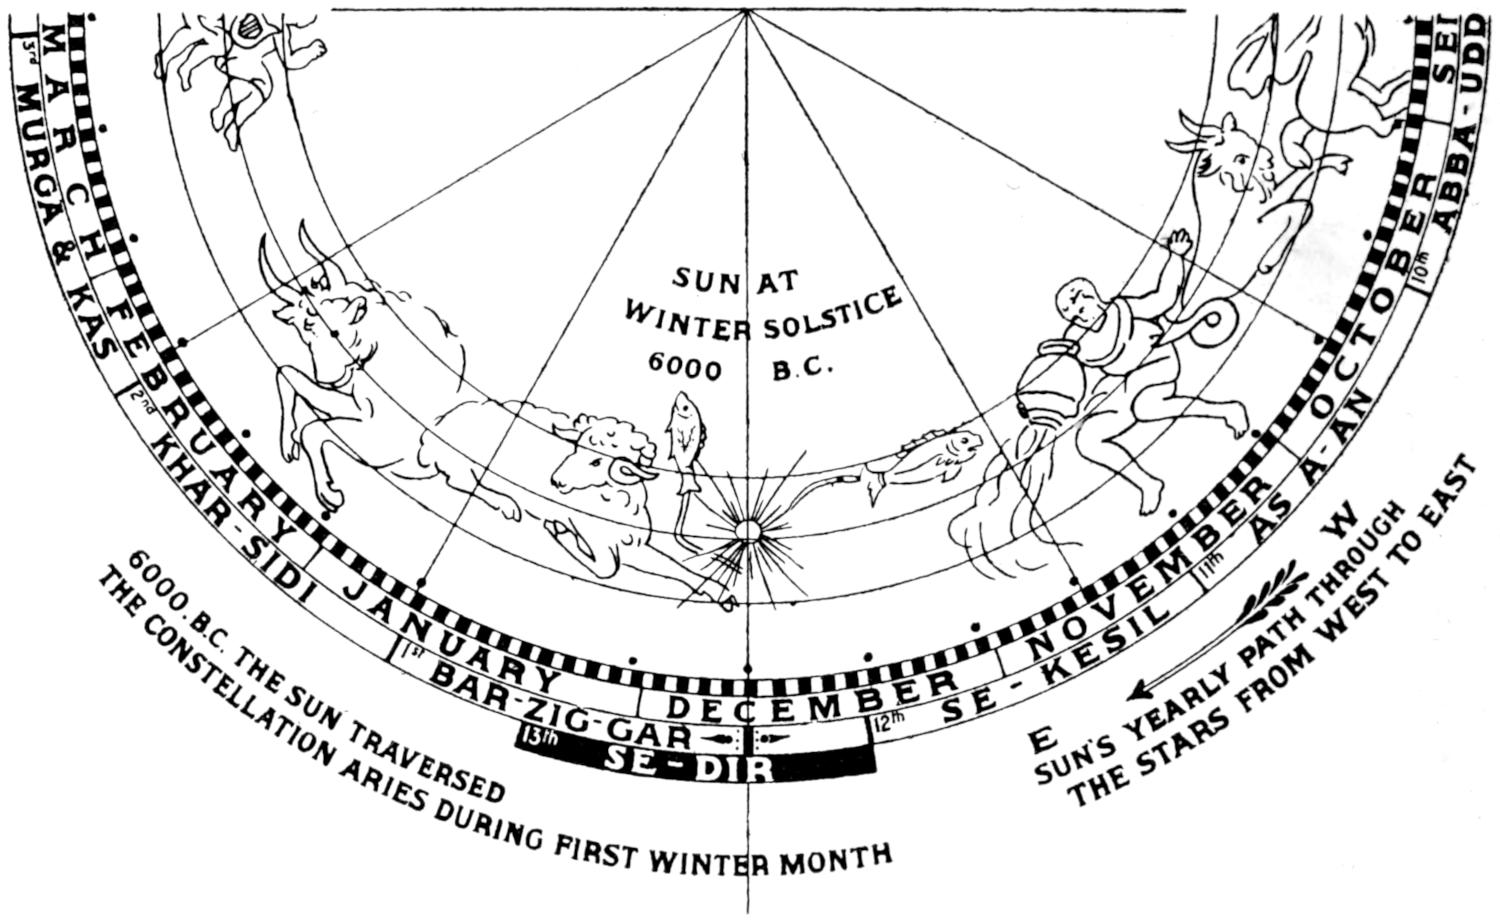 SUN AT
WINTER SOLSTICE
6000 B.C.
MARCH
FEBRUARY
JANUARY
DECEMBER
NOVEMBER
OCTOBER
SE
3rd MURGA & KAS
2nd KHAR-SIDI
1st BAR-ZIG-GAR
13th SE-DIR
12th SE-KESIL
11th AS A-AN
10th ABBA-UDD
6000.B.C. THE SUN TRAVERSED
THE CONSTELLATION ARIES DURING FIRST WINTER MONTH
E W
SUN'S YEARLY PATH THROUGH
THE STARS FROM WEST TO EAST